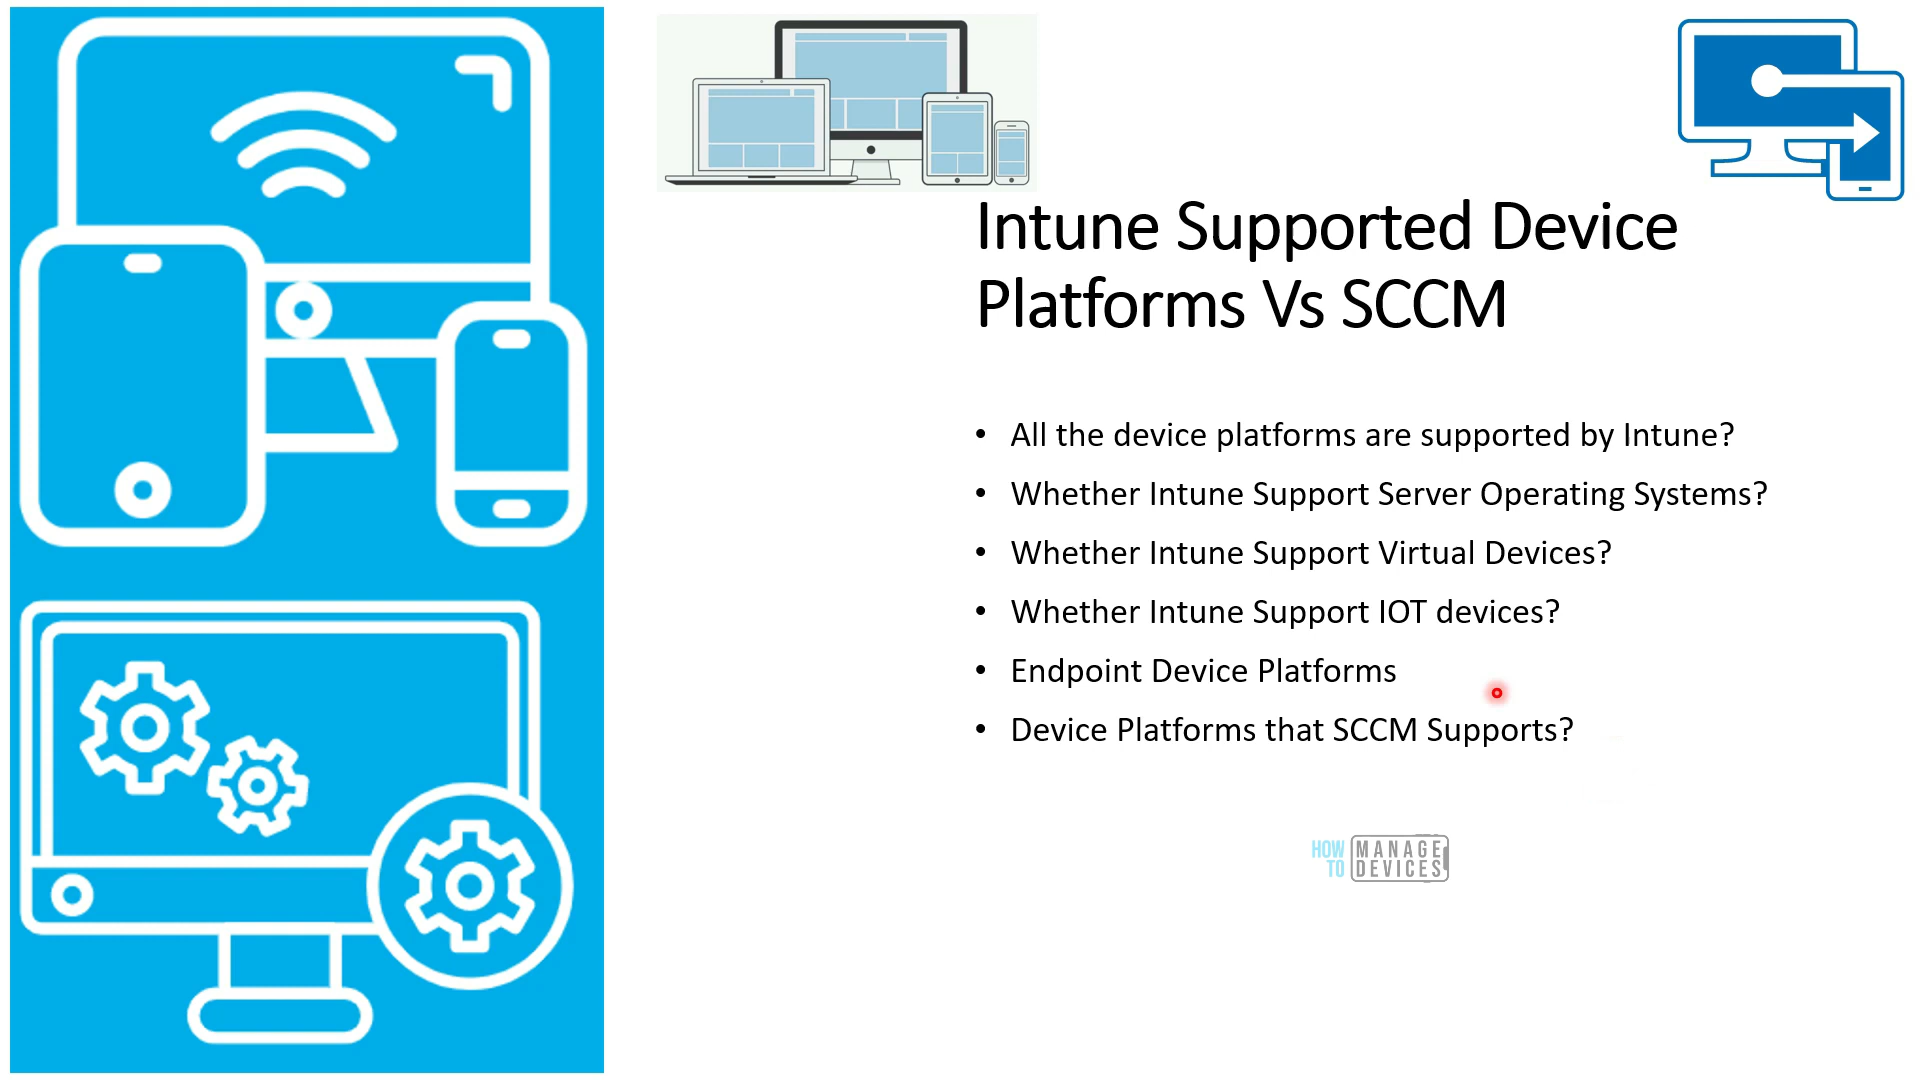 Intune Supported Device
Platforms Vs SCCM
• All the device platforms are supported by Intune?
• Whether Intune Support Server Operating Systems?
• Whether Intune Support Virtual Devices?
• Whether Intune Support IOT devices?
• Endpoint Device Platforms
• Device Platforms that SCCM Supports?
HOW TO MANAGE DEVICES